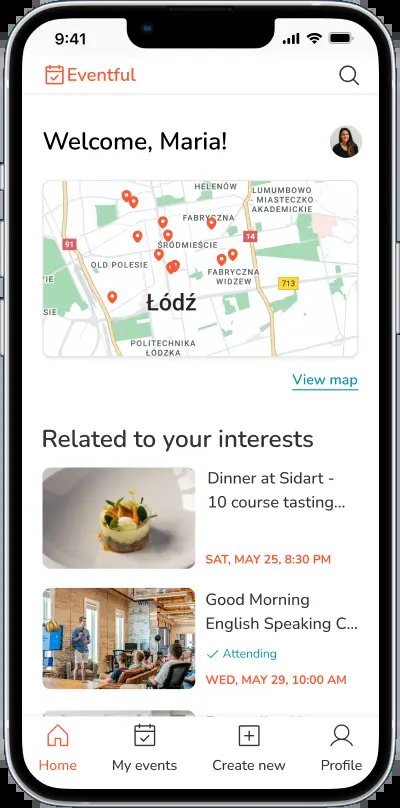 9:41
Eventful
Welcome, Maria!
HELENÓW
LUMUMBOWO
- MIASTECZKO
AKADEMICKIE
FABRYCZNA
91
14
ŚRÓDMIEŚCIE
OLD POLESIE
FABRYCZNA
WIDZEW
713
IE
SIE
Łódź
POLITECHNIKA
ŁÓDZKA
View map
Related to your interests
Dinner at Sidart -
10 course tasting...
SAT, MAY 25, 8:30 PM
Good Morning
English Speaking C...
Attending
WED, MAY 29, 10:00 AM
Home
My events
Create new
Profile